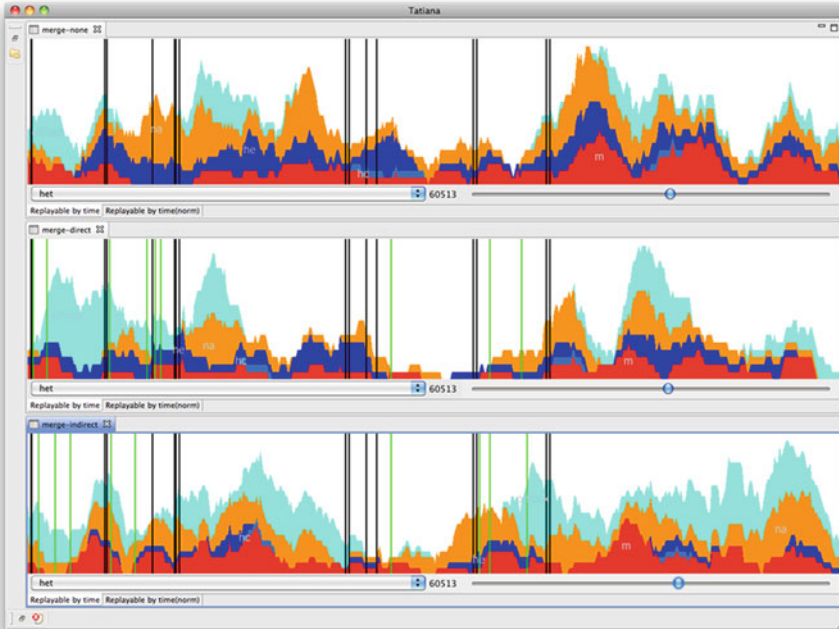 Tatiana
merge-none
na
he
hc
m
het 60513
Replayable by time Replayable by time(norm)
merge-direct
na
hc
m
het 60513
Replayable by time Replayable by time(norm)
merge-indirect
hc
m
na
het 60513
Replayable by time Replayable by time(norm)